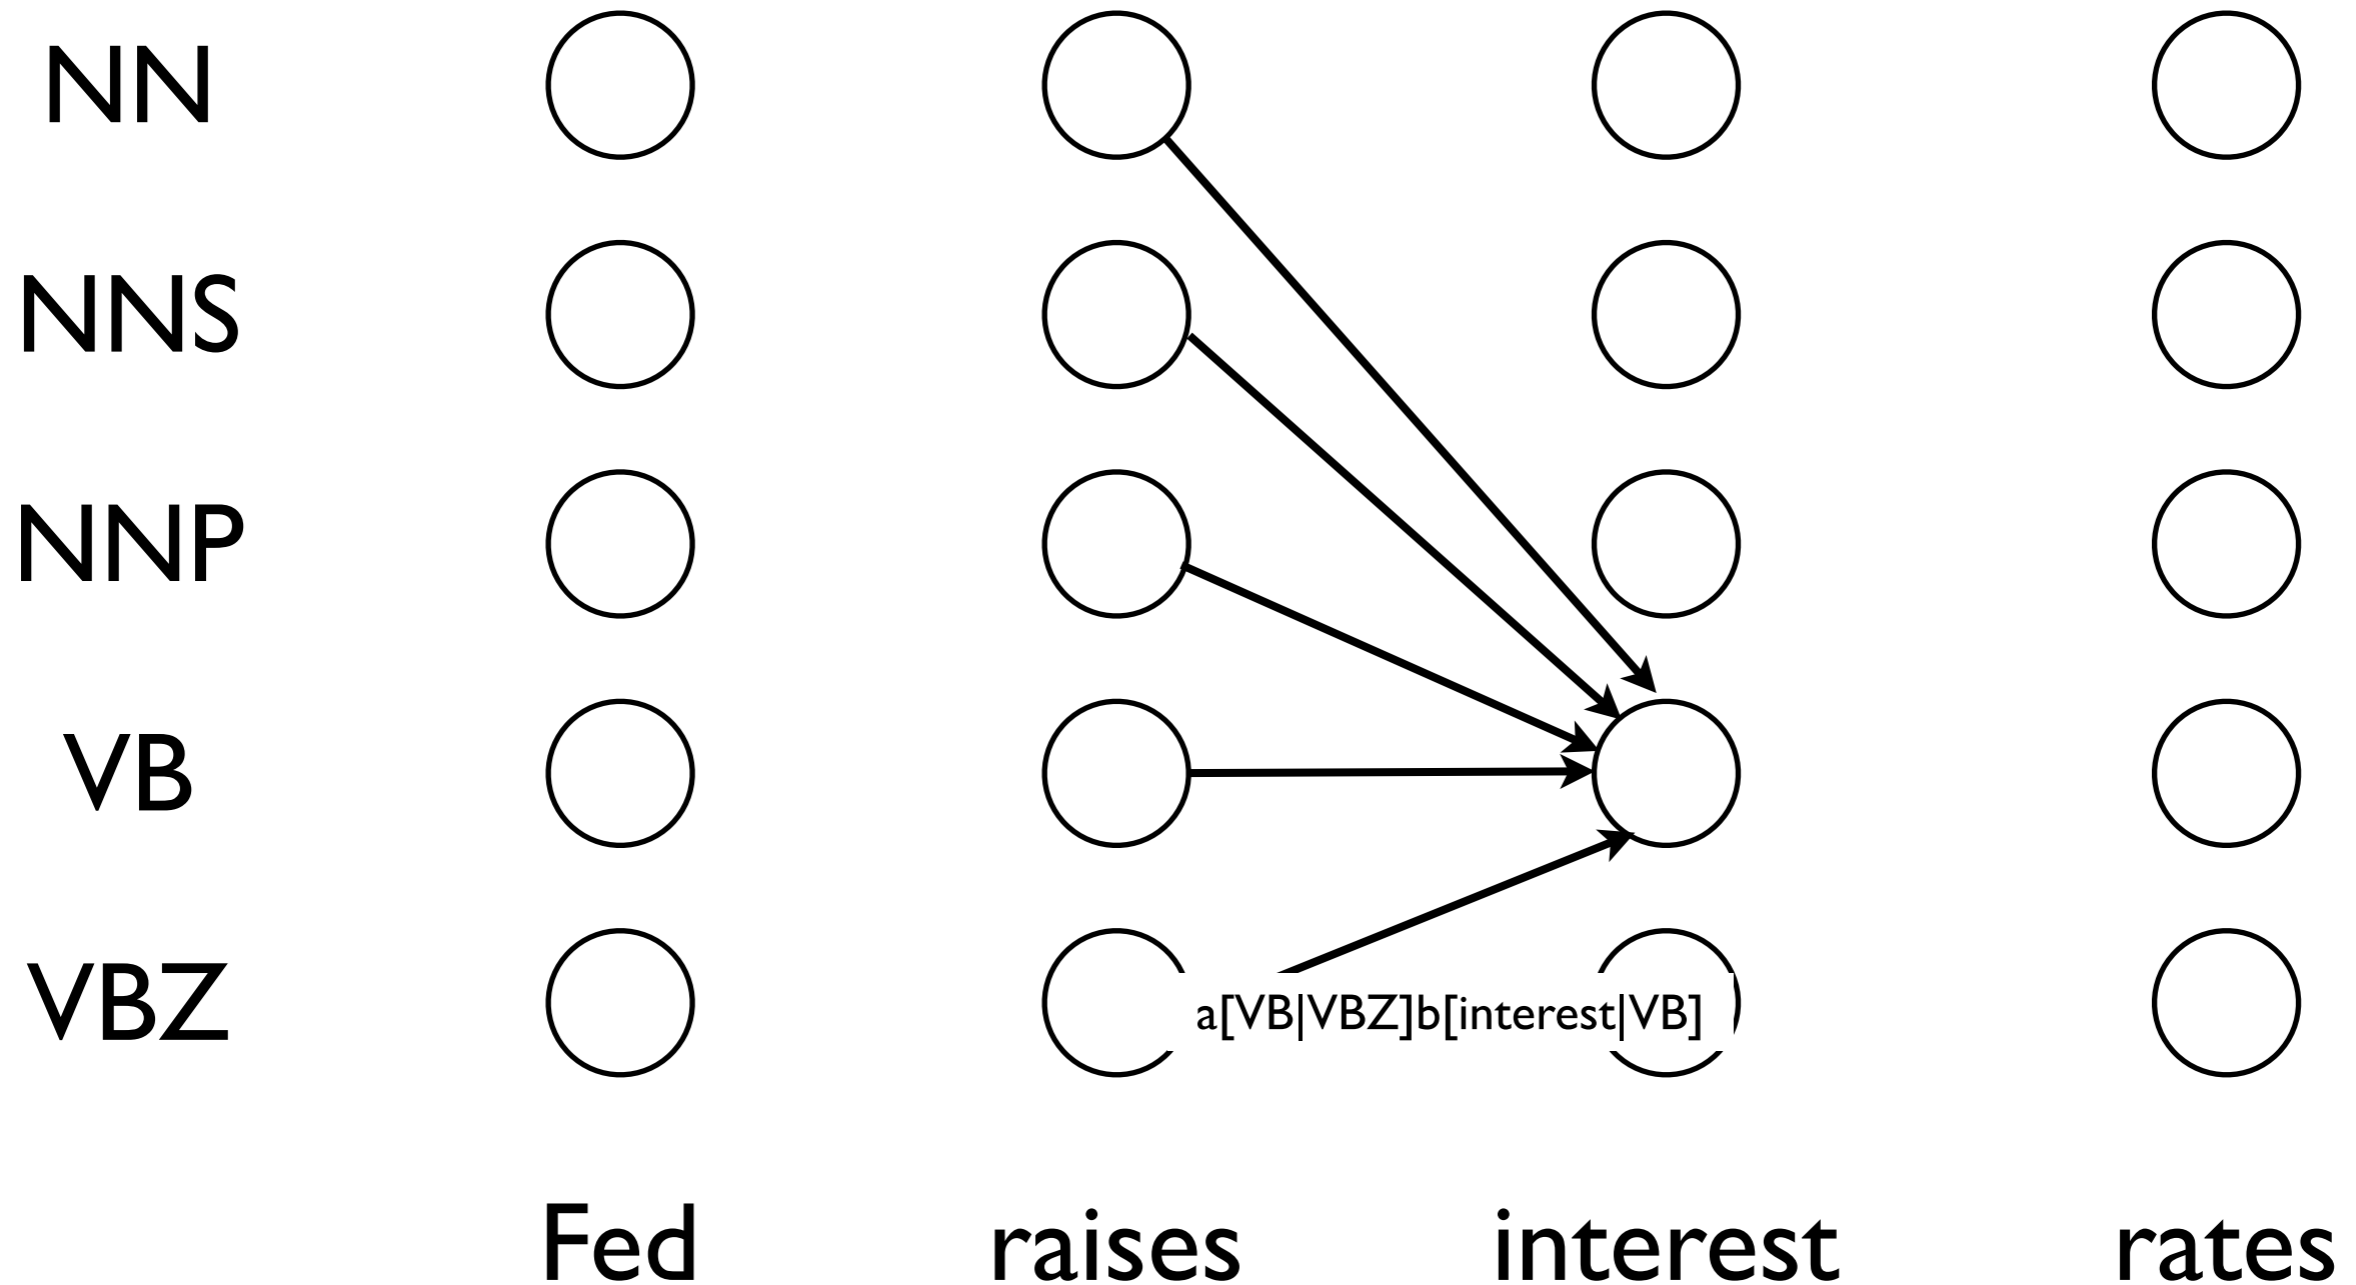 NN
NNS
NNP
VB
VBZ
a[VB|VBZ]b[interest|VB]
Fed raises interest rates